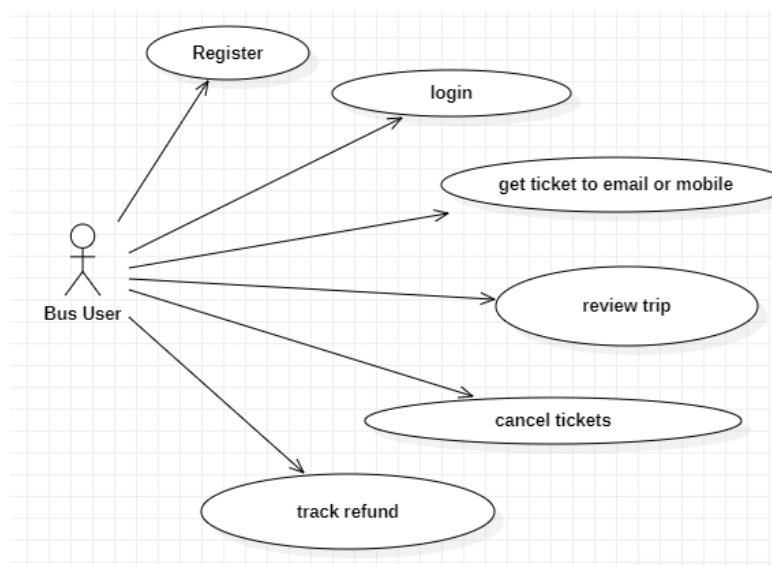 Register
login
get ticket to email or mobile
review trip
Bus User
cancel tickets
track refund